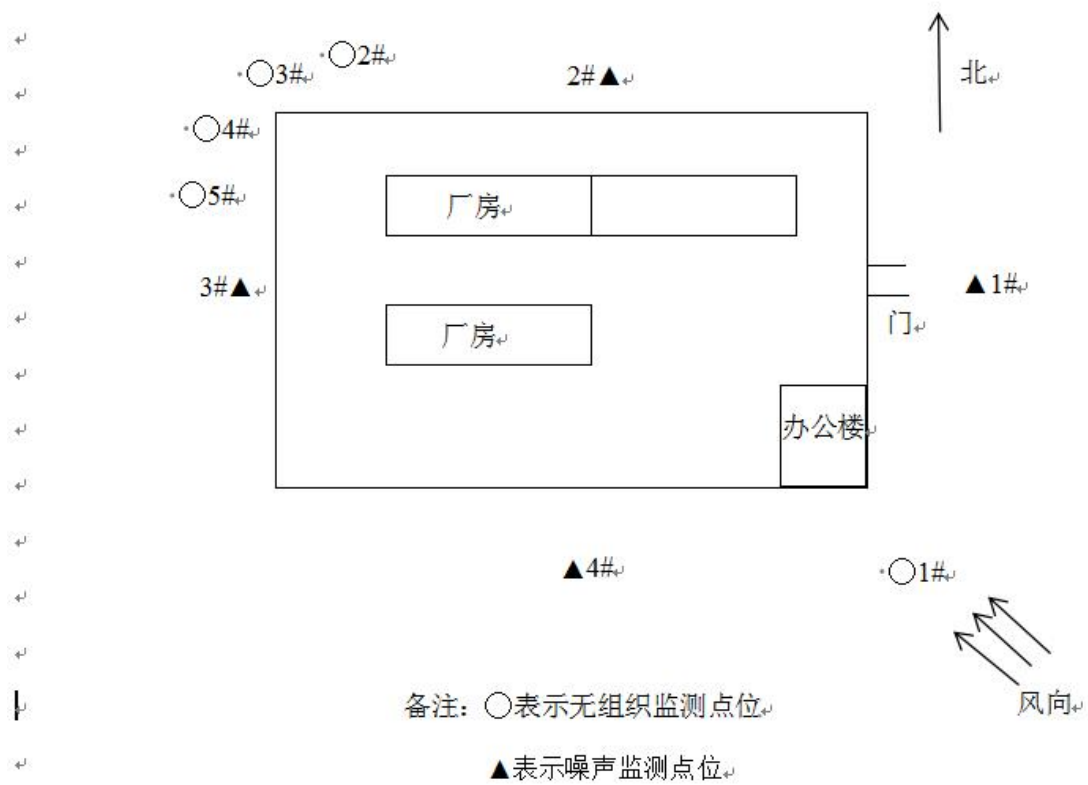 ○2#
○3#
2#▲
北
○4#
○5#
厂房
3#▲
▲1#
厂房
门
办公楼
▲4#
○1#
风向
备注：○表示无组织监测点位
▲表示噪声监测点位